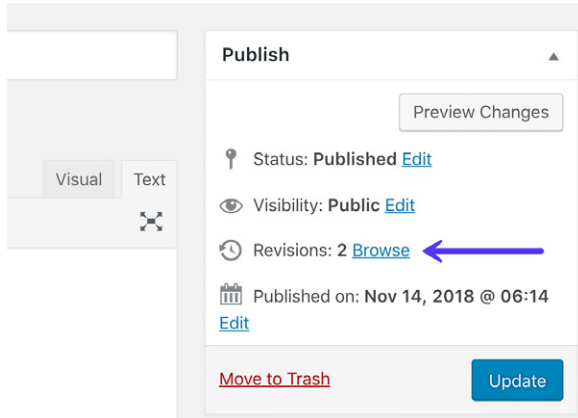 Publish
Preview Changes
Visual Text
Status: Published Edit
Visibility: Public Edit
Revisions: 2 Browse
Published on: Nov 14, 2018 @ 06:14
Edit
Move to Trash Update